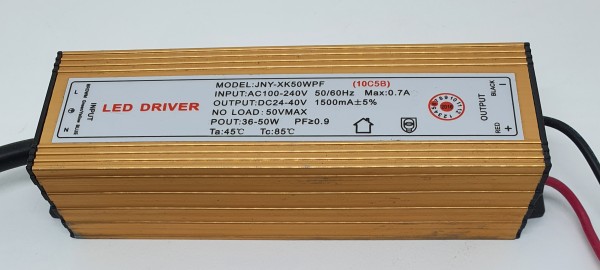 MODEL:JNY-XK50WPF (10C5B)
INPUT:AC100-240V 50/60Hz Max:0.7A
OUTPUT:DC24-40V 1500mA±5%
NO LOAD:50VMAX
POUT:36-50W PF≥0.9
Ta:45℃ Tc:85℃
LED DRIVER
INPUT
L
N
OUTPUT
BLACK
RED
- +